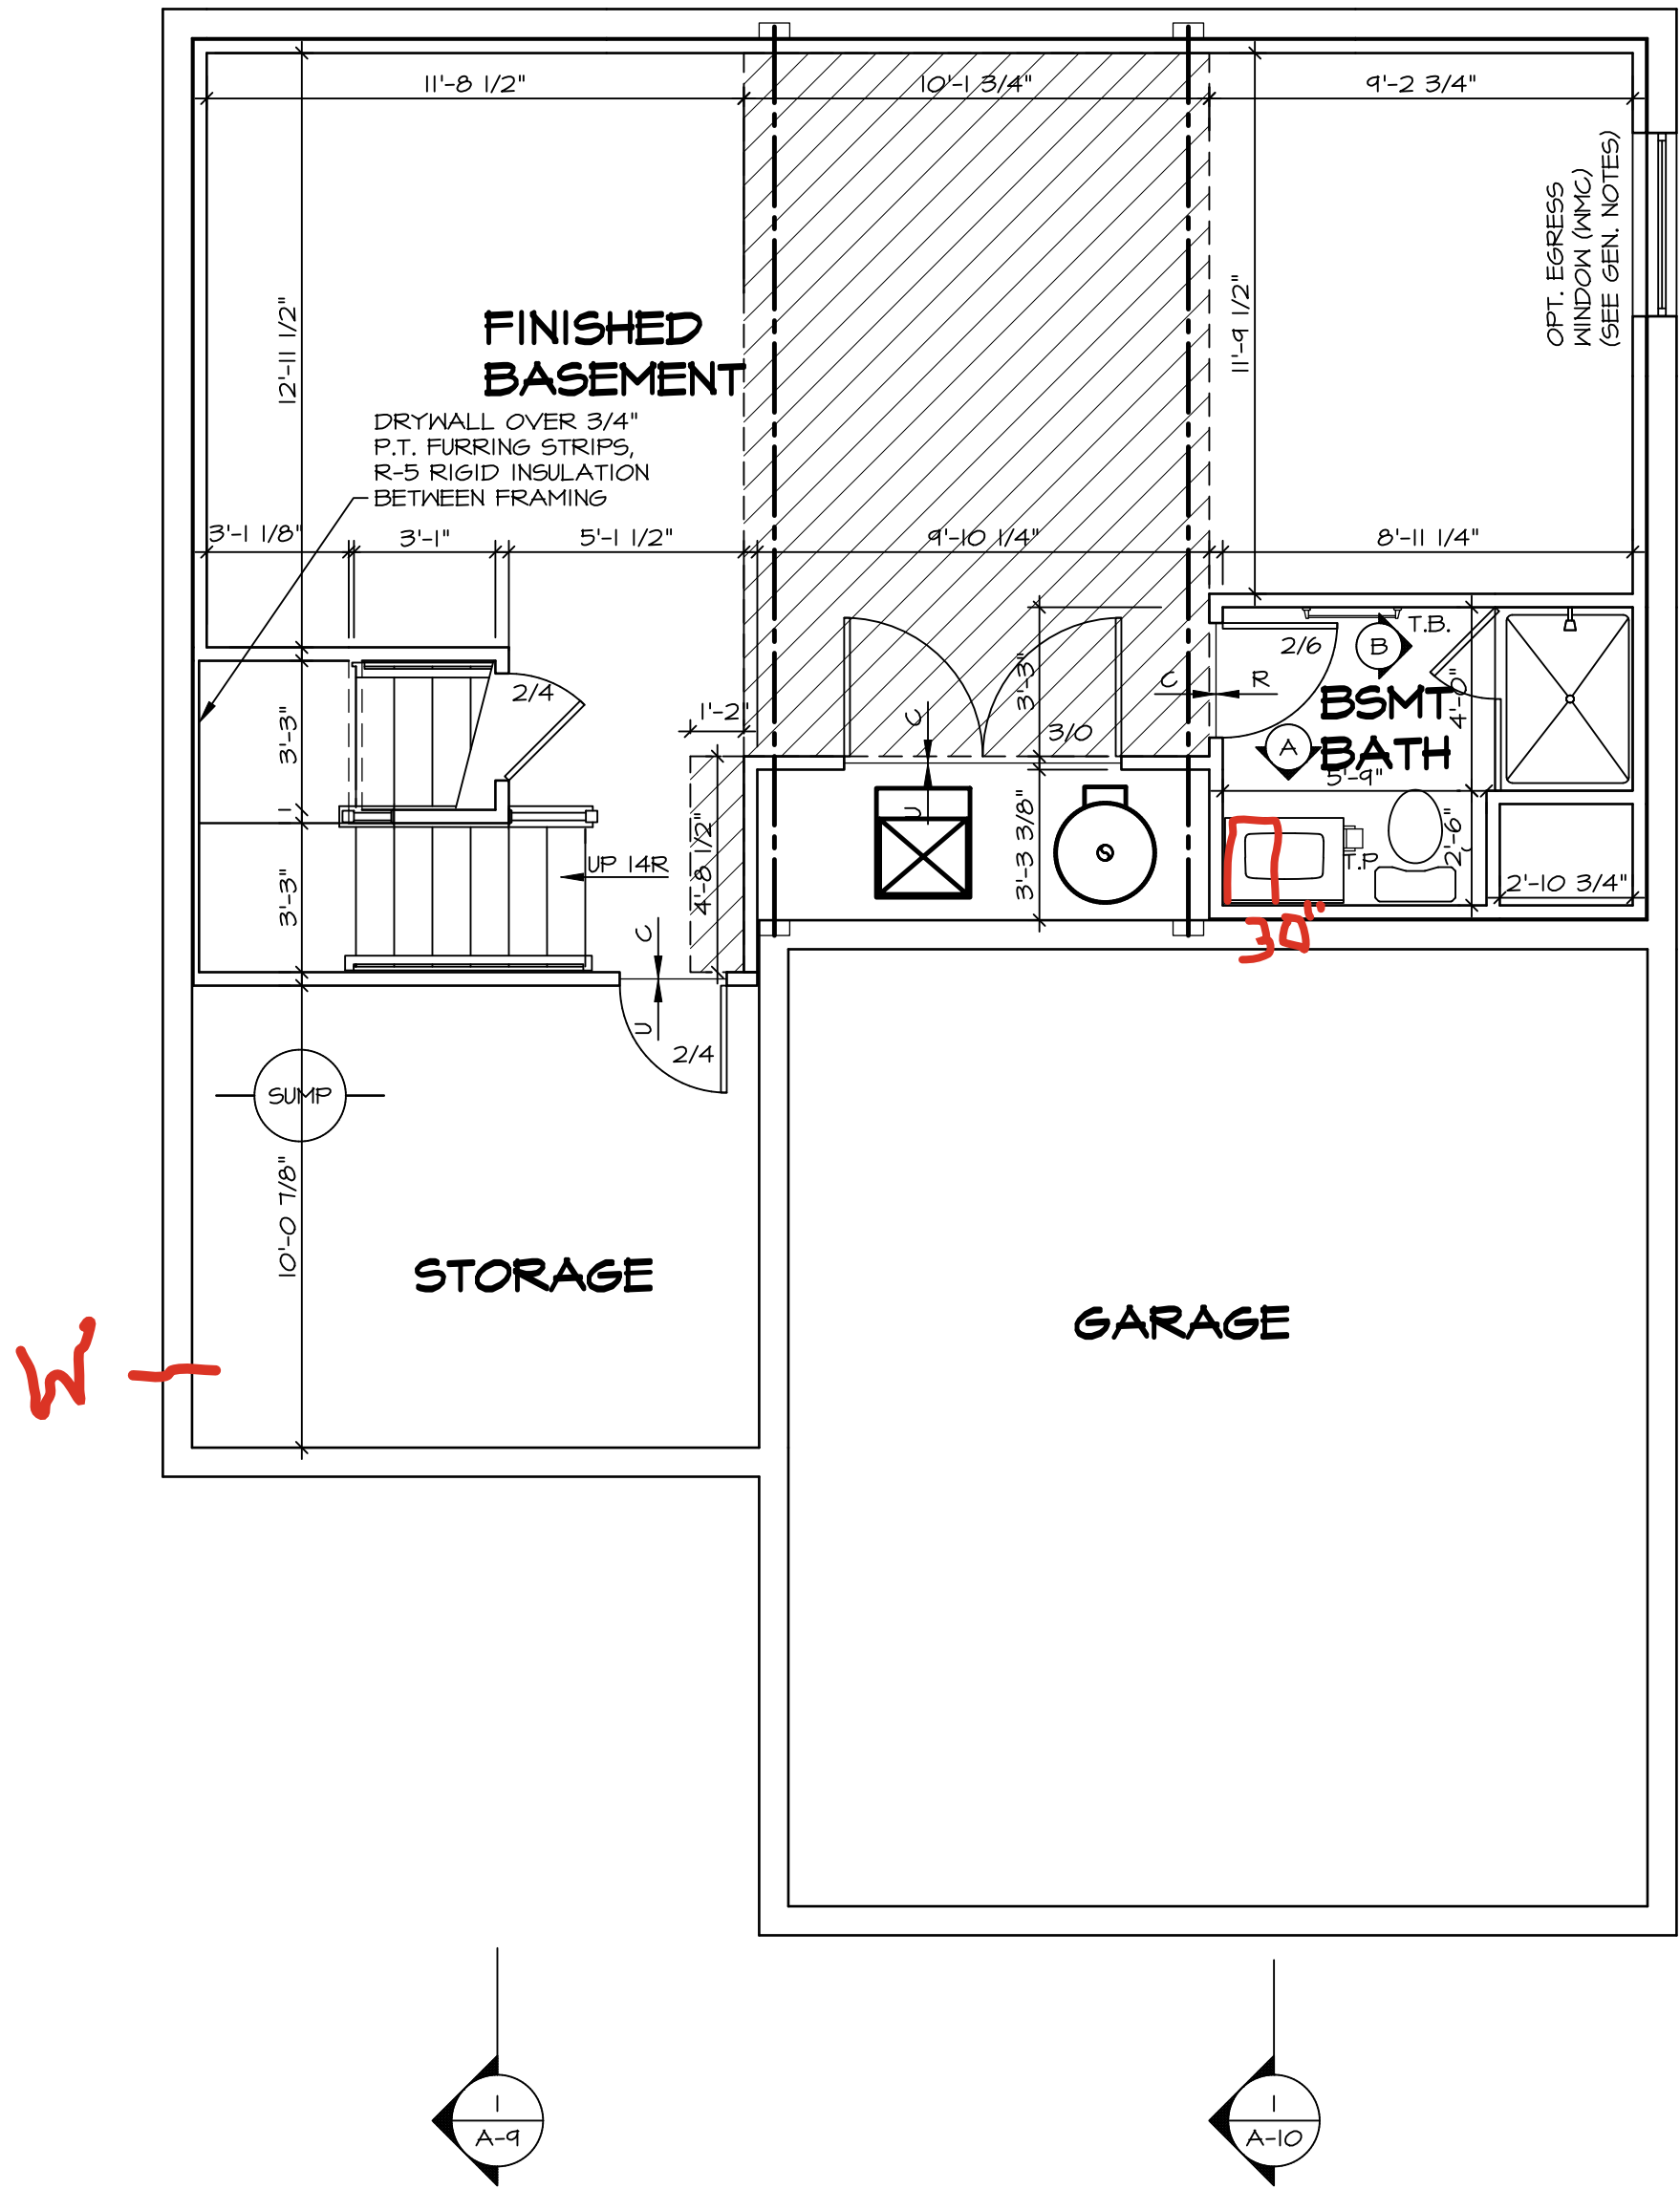 11'-8 1/2"
10'-1 3/4"
9'-2 3/4"
OPT. EGRESS
WINDOW (WMC)
(SEE GEN. NOTES)
12'-11 1/2"
11'-9 1/2"
FINISHED
BASEMENT
DRYWALL OVER 3/4"
P.T. FURRING STRIPS,
R-5 RIGID INSULATION
BETWEEN FRAMING
3'-1 1/8"
3'-1"
5'-1 1/2"
9'-10 1/4"
8'-11 1/4"
T.B.
2/6
B
3'-3"
C
R
2/4
BSMT
BATH
4'-0"
1'-2"
C
3/0
A
3'-3"
5'-9"
U
4'-8 1/2"
3'-3 3/8"
2'-6"
T.P
UP 14R
2'-10 3/4"
3'-3"
30"
C
U
2/4
SUMP
10'-0 7/8"
STORAGE
GARAGE
W
1
A-9
1
A-10